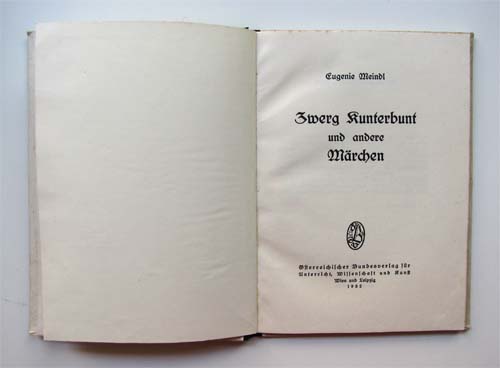 Eugenie Meindl
Zwerg Kunterbunt
und andere
Märchen
Österreichischer Bundesverlag für
Unterricht, Wissenschaft und Kunst
Wien und Leipzig